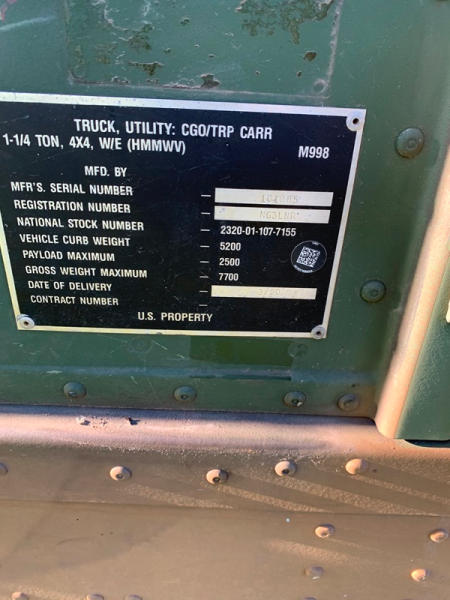 TRUCK, UTILITY: CGO/TRP CARR
1-1/4 TON, 4X4, W/E (HMMWV) M998
MFD. BY
MFR'S. SERIAL NUMBER –
REGISTRATION NUMBER –
NATIONAL STOCK NUMBER – 2320-01-107-7155
VEHICLE CURB WEIGHT – 5200
PAYLOAD MAXIMUM – 2500
GROSS WEIGHT MAXIMUM – 7700
DATE OF DELIVERY –
CONTRACT NUMBER –
U.S. PROPERTY